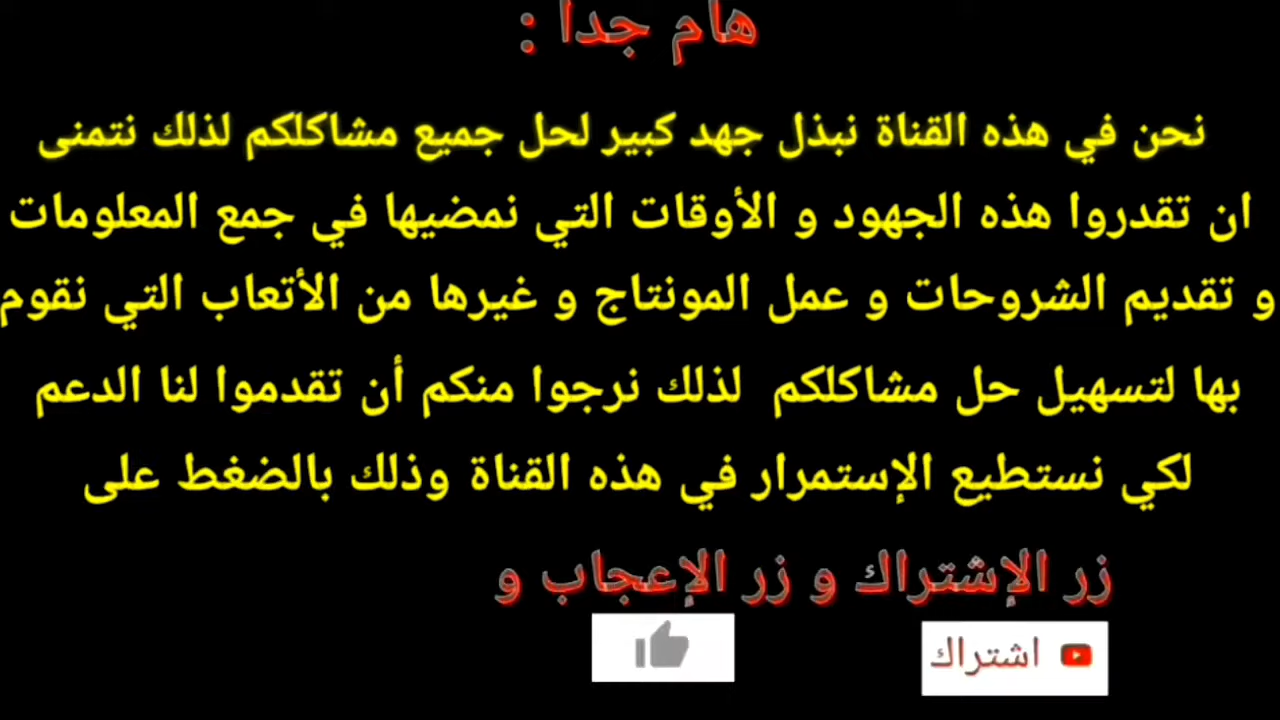 هام جدا :
نحن في هذه القناة نبذل جهد كبير لحل جميع مشاكلكم لذلك نتمنى
ان تقدروا هذه الجهود و الأوقات التي نمضيها في جمع المعلومات
و تقديم الشروحات و عمل المونتاج و غيرها من الأتعاب التي نقوم
بها لتسهيل حل مشاكلكم لذلك نرجوا منكم أن تقدموا لنا الدعم
لكي نستطيع الإستمرار في هذه القناة وذلك بالضغط على
زر الإشتراك و زر الإعجاب و
اشتراك